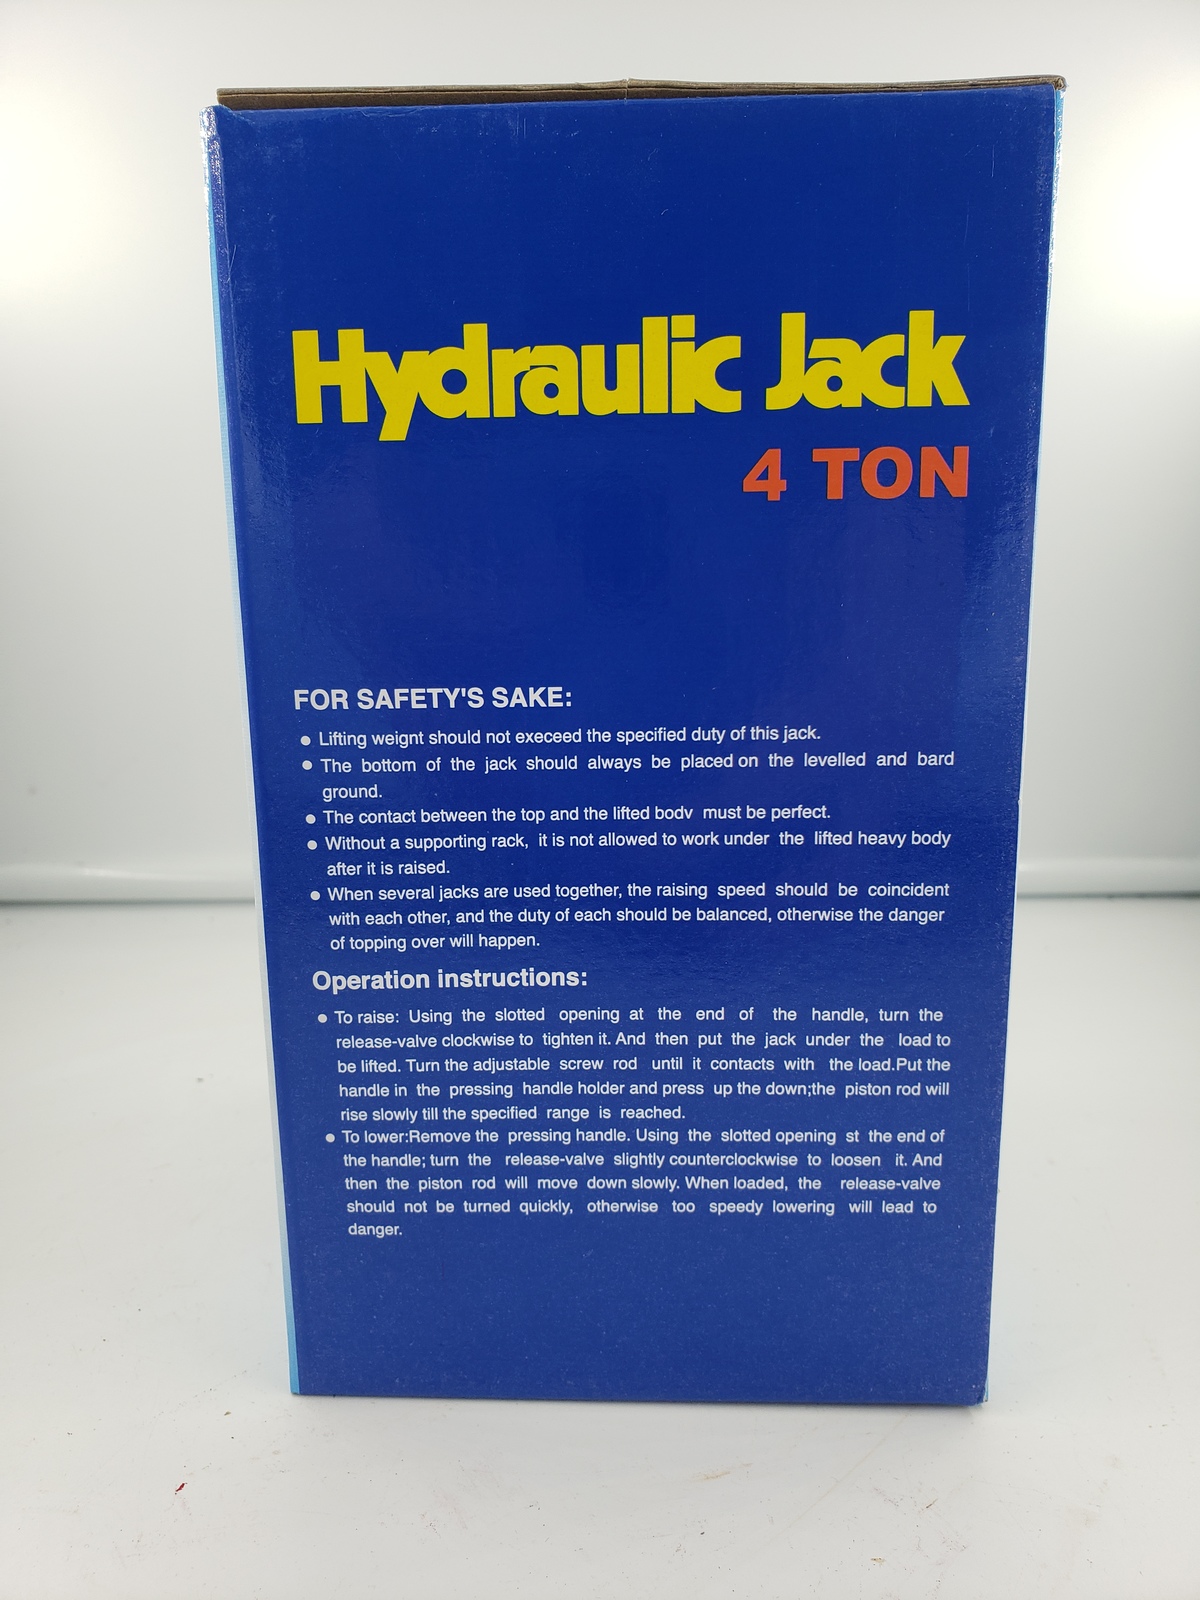 Hydraulic Jack
4 TON
FOR SAFETY'S SAKE:
● Lifting weignt should not execeed the specified duty of this jack.
● The bottom of the jack should always be placed on the levelled and bard
ground.
● The contact between the top and the lifted bodv must be perfect.
● Without a supporting rack, it is not allowed to work under the lifted heavy body
after it is raised.
● When several jacks are used together, the raising speed should be coincident
with each other, and the duty of each should be balanced, otherwise the danger
of topping over will happen.
Operation instructions:
● To raise: Using the slotted opening at the end of the handle, turn the
release-valve clockwise to tighten it. And then put the jack under the load to
be lifted. Turn the adjustable screw rod until it contacts with the load.Put the
handle in the pressing handle holder and press up the down;the piston rod will
rise slowly till the specified range is reached.
● To lower:Remove the pressing handle. Using the slotted opening st the end of
the handle; turn the release-valve slightly counterclockwise to loosen it. And
then the piston rod will move down slowly. When loaded, the release-valve
should not be turned quickly, otherwise too speedy lowering will lead to
danger.